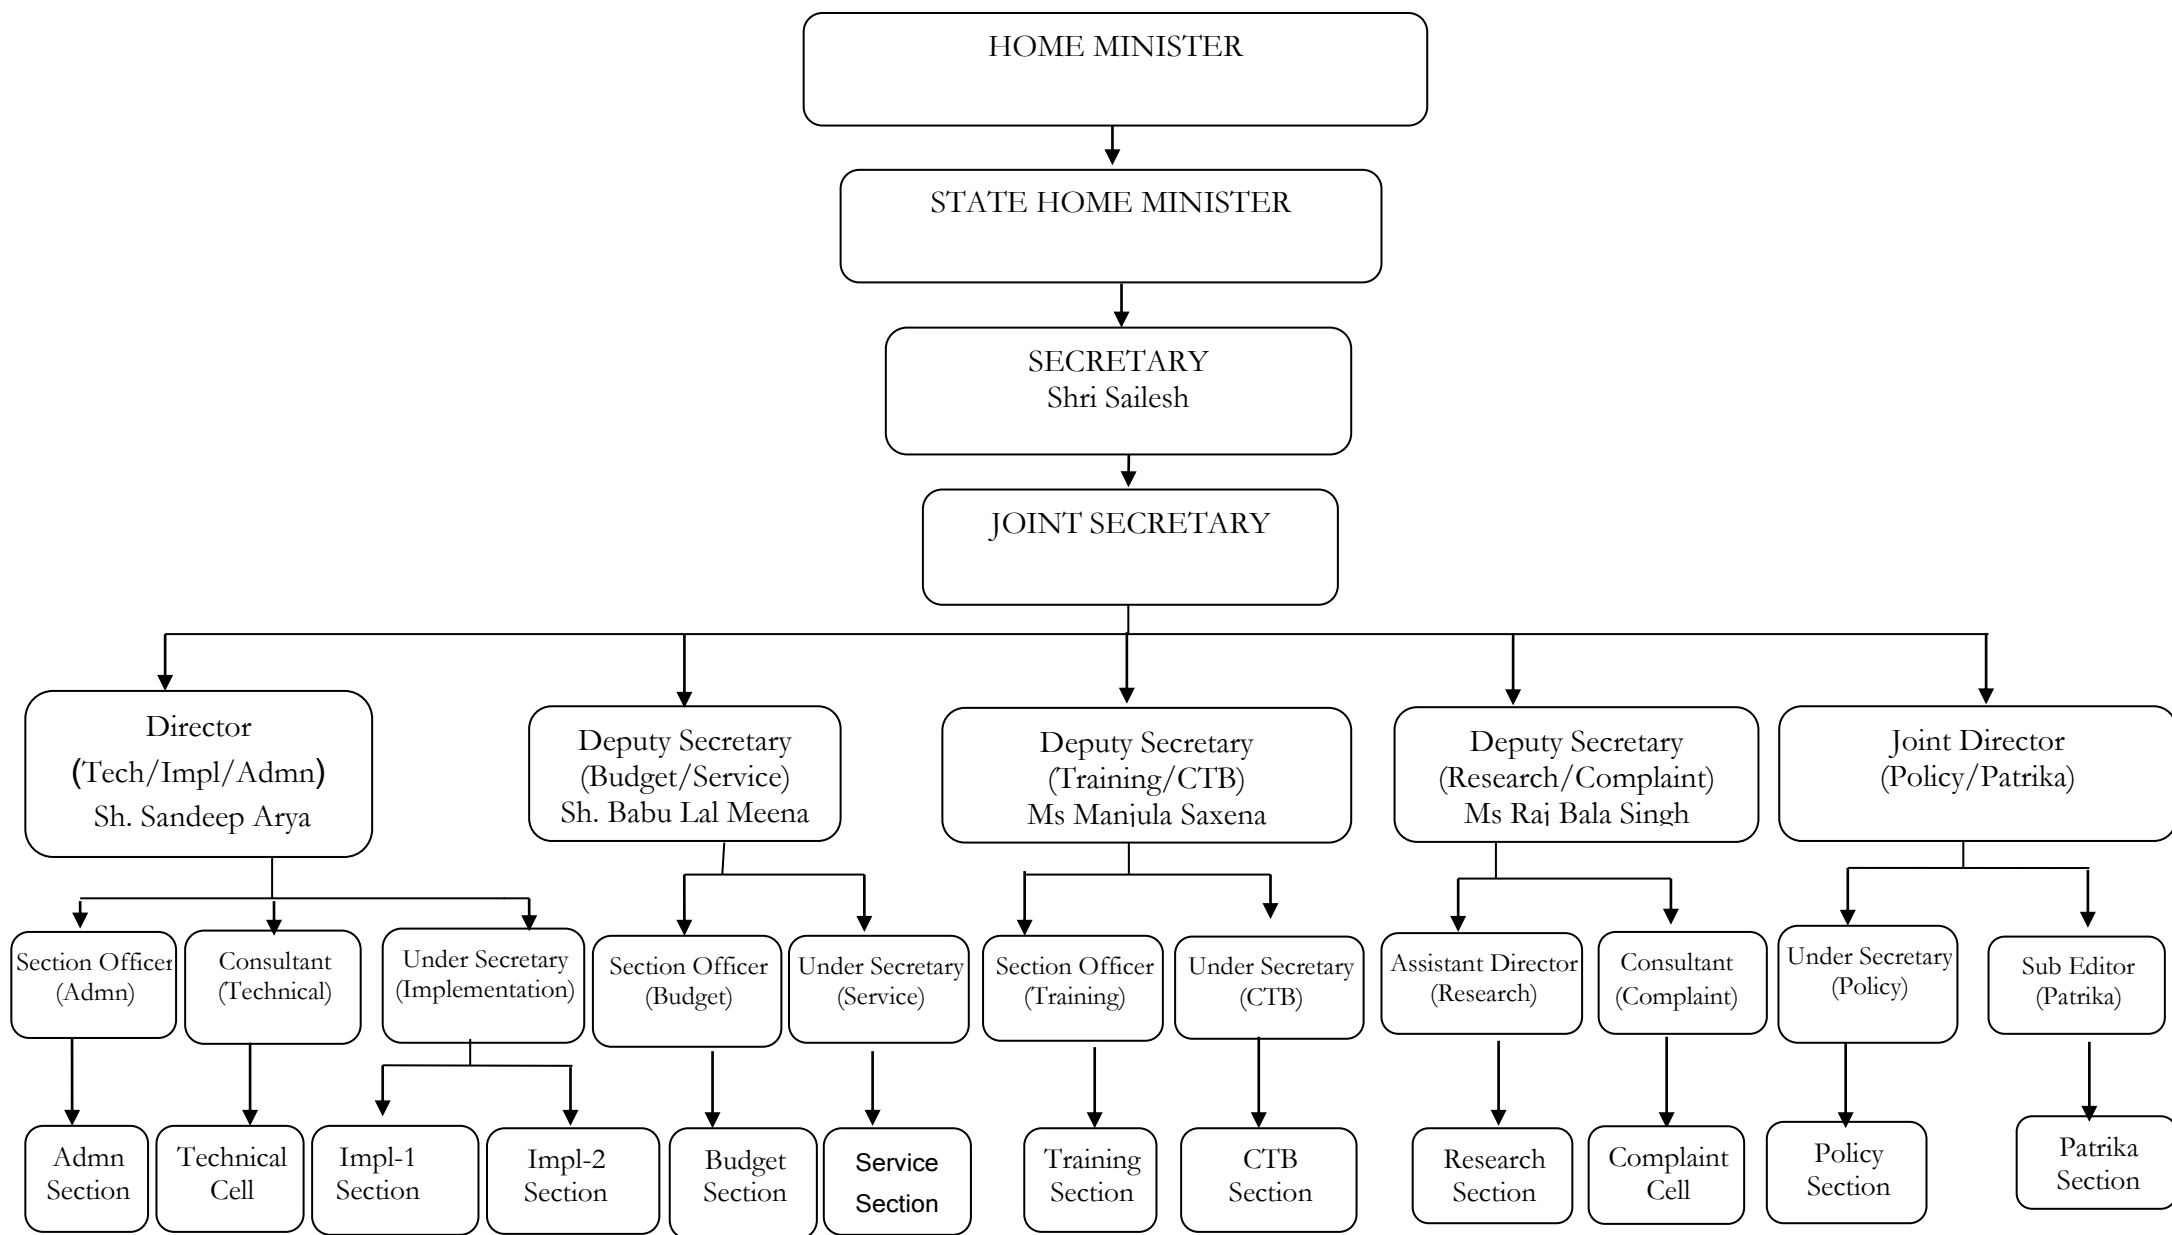 HOME MINISTER
STATE HOME MINISTER
SECRETARY
Shri Sailesh
JOINT SECRETARY
Director
(Tech/Impl/Admn)
Sh. Sandeep Arya
Deputy Secretary
(Budget/Service)
Sh. Babu Lal Meena
Deputy Secretary
(Training/CTB)
Ms Manjula Saxena
Deputy Secretary
(Research/Complaint)
Ms Raj Bala Singh
Joint Director
(Policy/Patrika)
Section Officer
(Admn)
Consultant
(Technical)
Under Secretary
(Implementation)
Section Officer
(Budget)
Under Secretary
(Service)
Section Officer
(Training)
Under Secretary
(CTB)
Assistant Director
(Research)
Consultant
(Complaint)
Under Secretary
(Policy)
Sub Editor
(Patrika)
Admn
Section
Technical
Cell
Impl-1
Section
Impl-2
Section
Budget
Section
Service
Section
Training
Section
CTB
Section
Research
Section
Complaint
Cell
Policy
Section
Patrika
Section